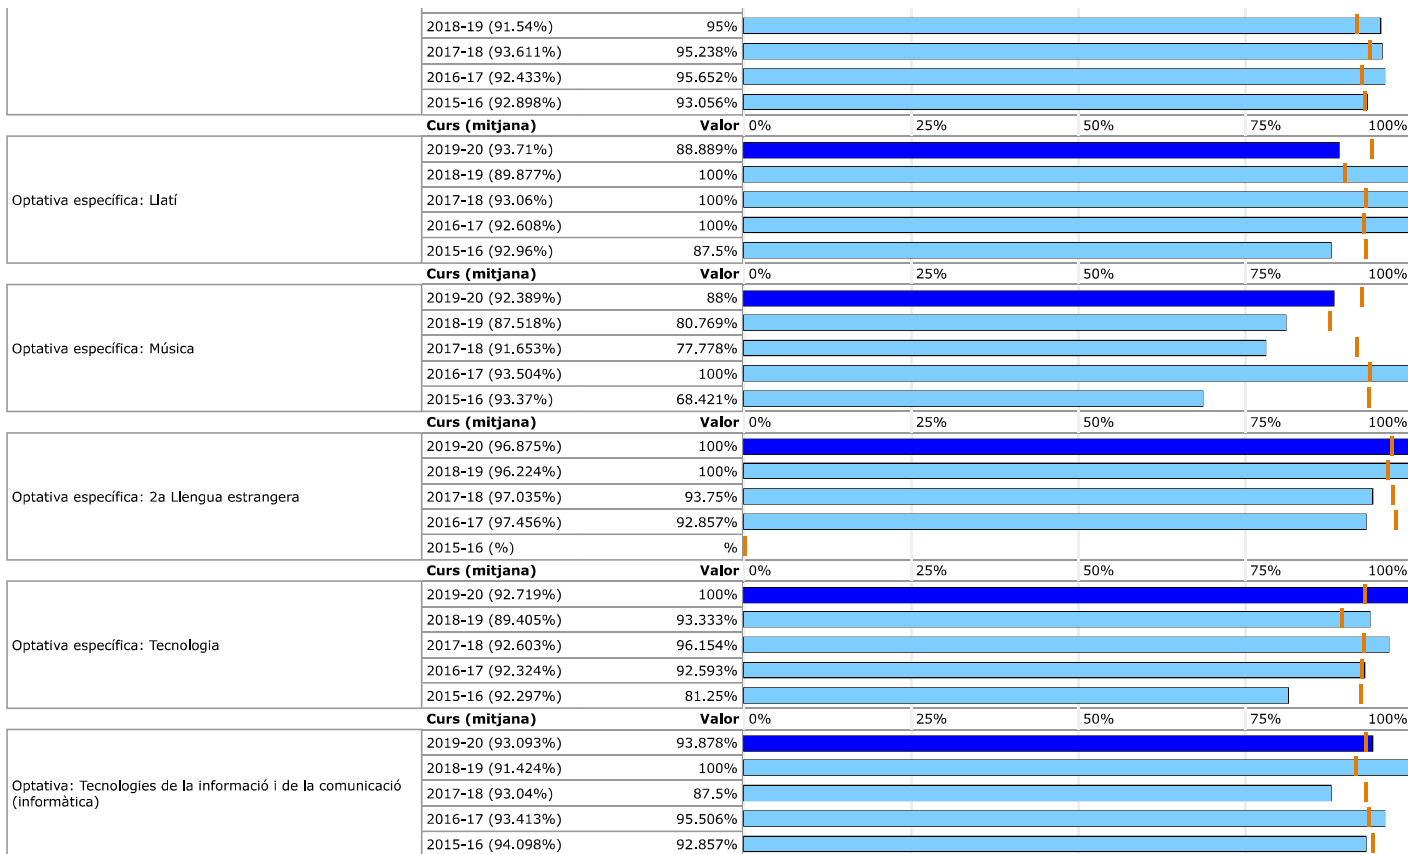 2018-19 (91.54%) 95%
2017-18 (93.611%) 95.238%
2016-17 (92.433%) 95.652%
2015-16 (92.898%) 93.056%
Curs (mitjana) Valor 0% 25% 50% 75% 100%
Optativa específica: Llatí
2019-20 (93.71%) 88.889%
2018-19 (89.877%) 100%
2017-18 (93.06%) 100%
2016-17 (92.608%) 100%
2015-16 (92.96%) 87.5%
Curs (mitjana) Valor 0% 25% 50% 75% 100%
Optativa específica: Música
2019-20 (92.389%) 88%
2018-19 (87.518%) 80.769%
2017-18 (91.653%) 77.778%
2016-17 (93.504%) 100%
2015-16 (93.37%) 68.421%
Curs (mitjana) Valor 0% 25% 50% 75% 100%
Optativa específica: 2a Llengua estrangera
2019-20 (96.875%) 100%
2018-19 (96.224%) 100%
2017-18 (97.035%) 93.75%
2016-17 (97.456%) 92.857%
2015-16 (%) %
Curs (mitjana) Valor 0% 25% 50% 75% 100%
Optativa específica: Tecnologia
2019-20 (92.719%) 100%
2018-19 (89.405%) 93.333%
2017-18 (92.603%) 96.154%
2016-17 (92.324%) 92.593%
2015-16 (92.297%) 81.25%
Curs (mitjana) Valor 0% 25% 50% 75% 100%
Optativa: Tecnologies de la informació i de la comunicació
(informàtica)
2019-20 (93.093%) 93.878%
2018-19 (91.424%) 100%
2017-18 (93.04%) 87.5%
2016-17 (93.413%) 95.506%
2015-16 (94.098%) 92.857%